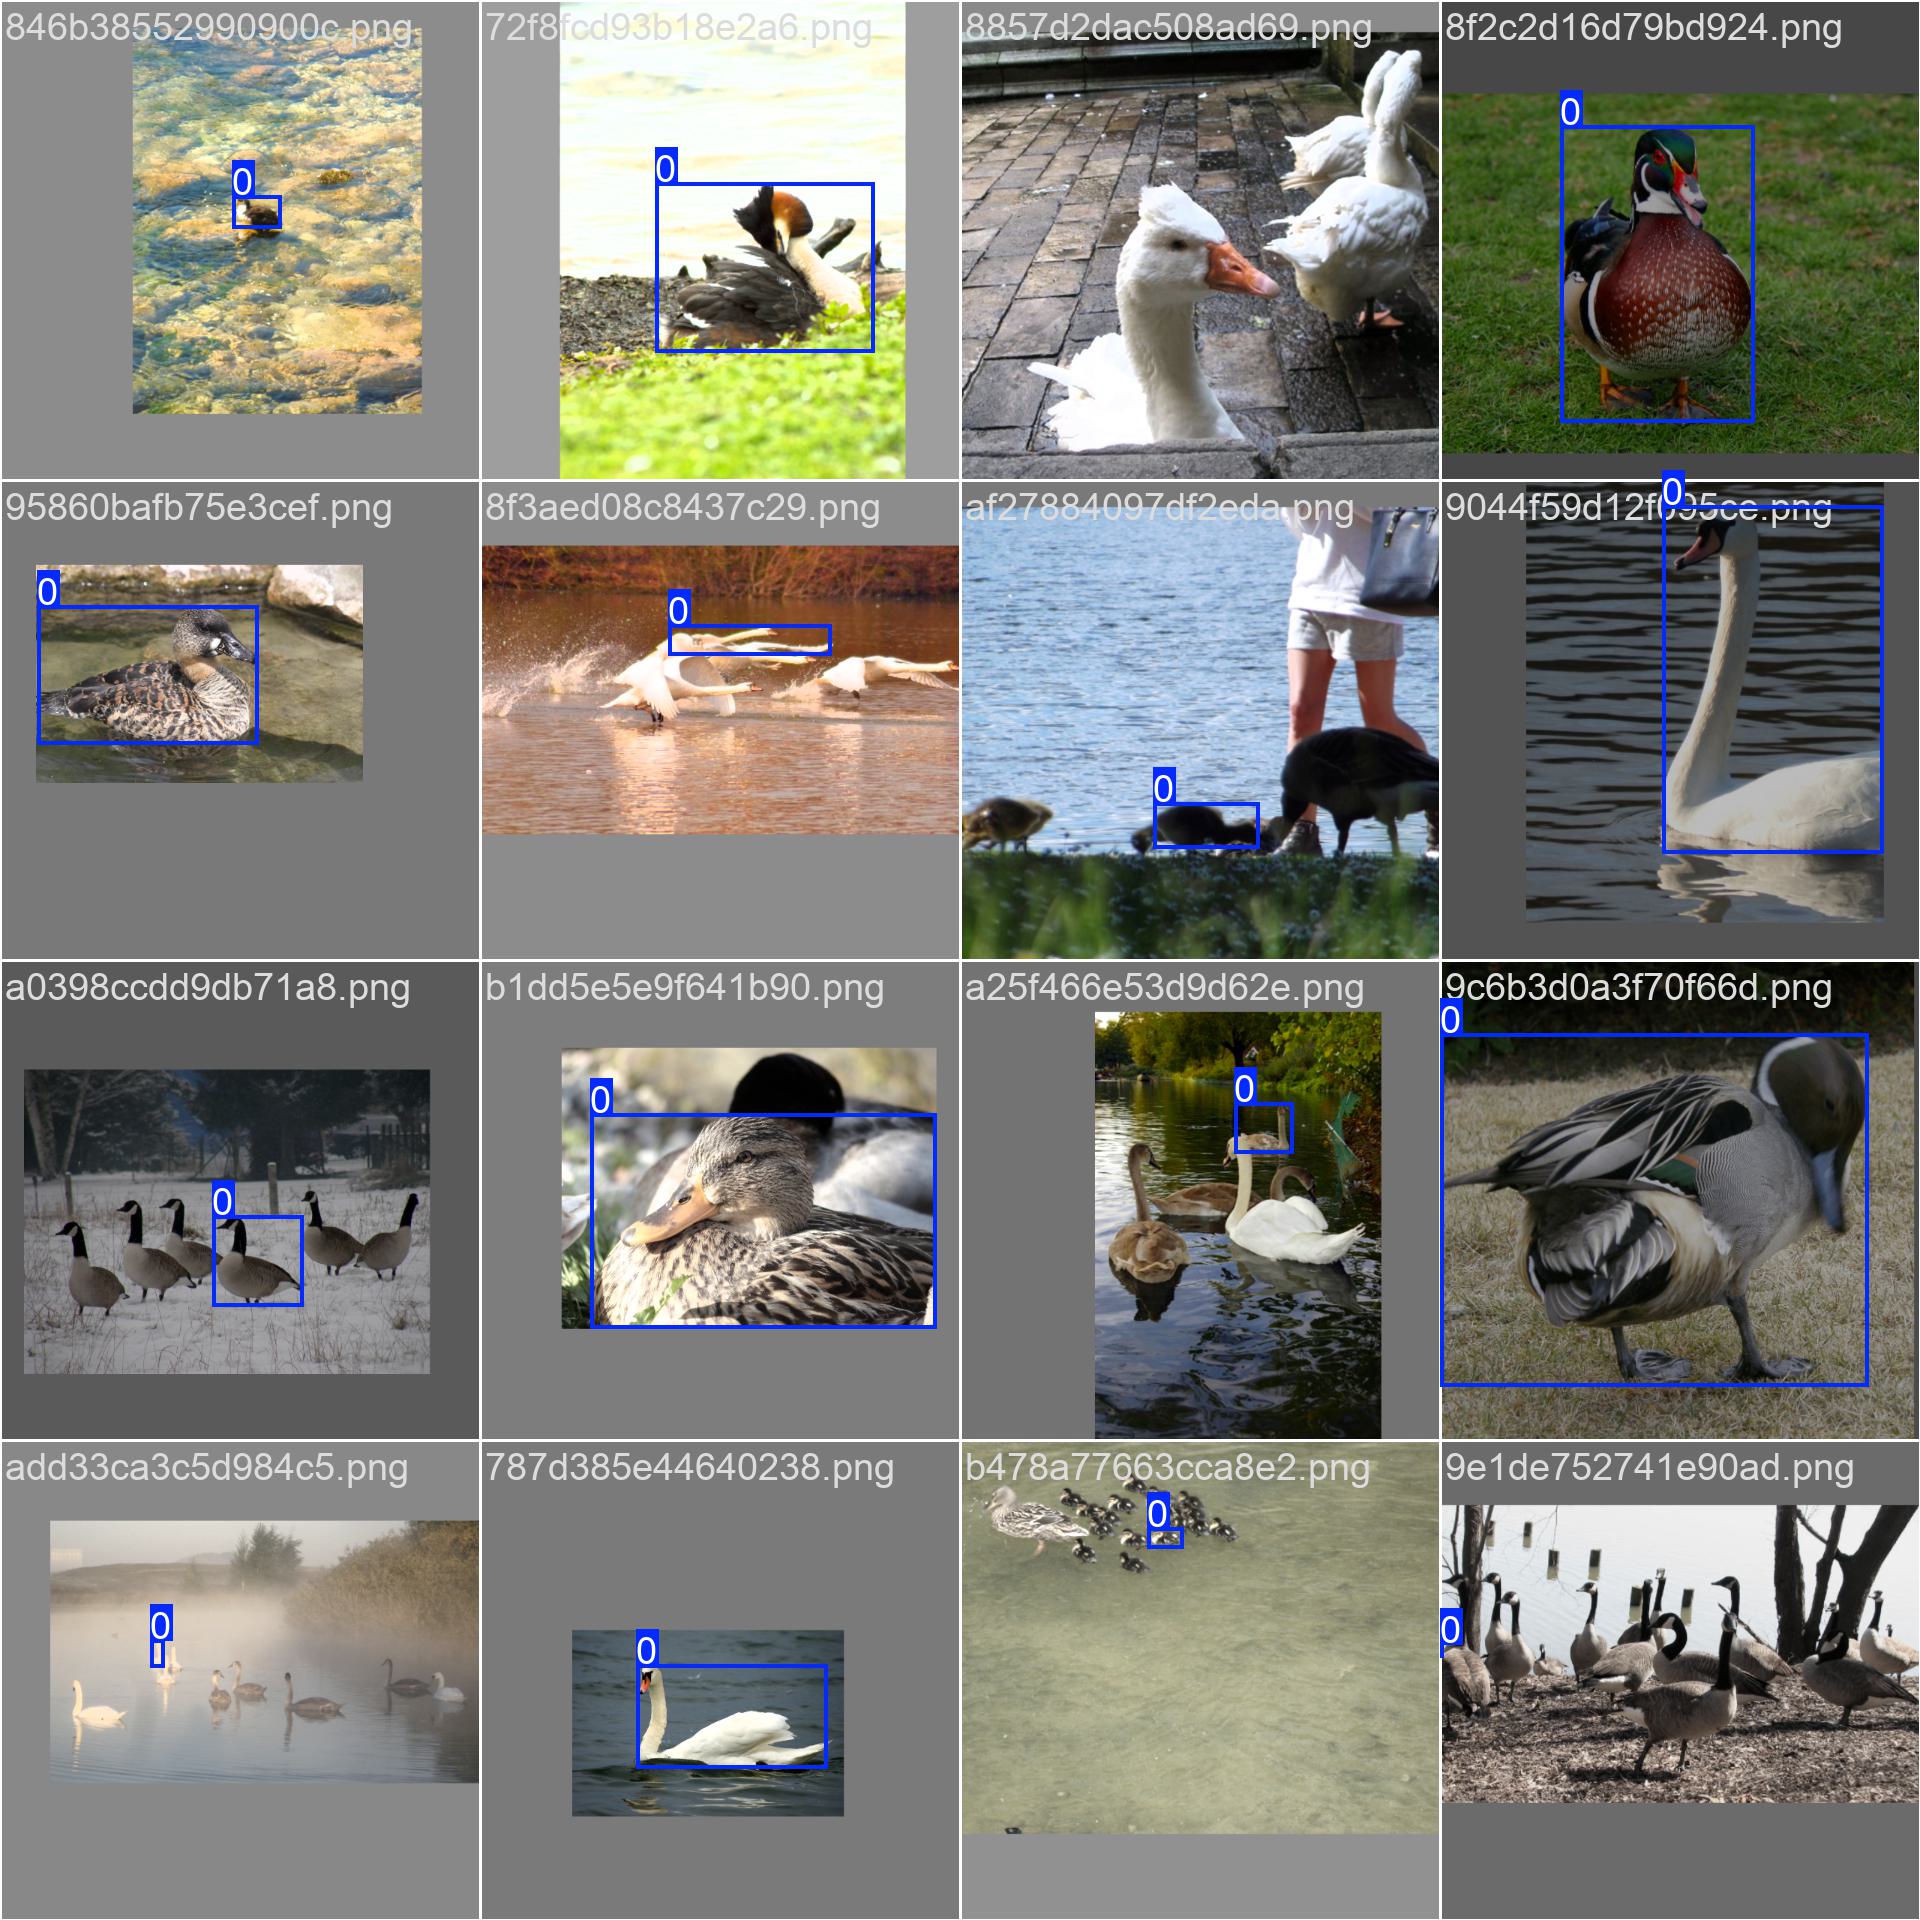 846b38552990900c.png
72f8fcd93b18e2a6.png
8857d2dac508ad69.png
8f2c2d16d79bd924.png
0
0
0
95860bafb75e3cef.png
8f3aed08c8437c29.png
af27884097df2eda.png
9044f59d12f695ce.png
0
0
0
0
a0398ccdd9db71a8.png
b1dd5e5e9f641b90.png
a25f466e53d9d62e.png
9c6b3d0a3f70f66d.png
0
0
0
0
add33ca3c5d984c5.png
787d385e44640238.png
b478a77663cca8e2.png
9e1de752741e90ad.png
0
0
0
0